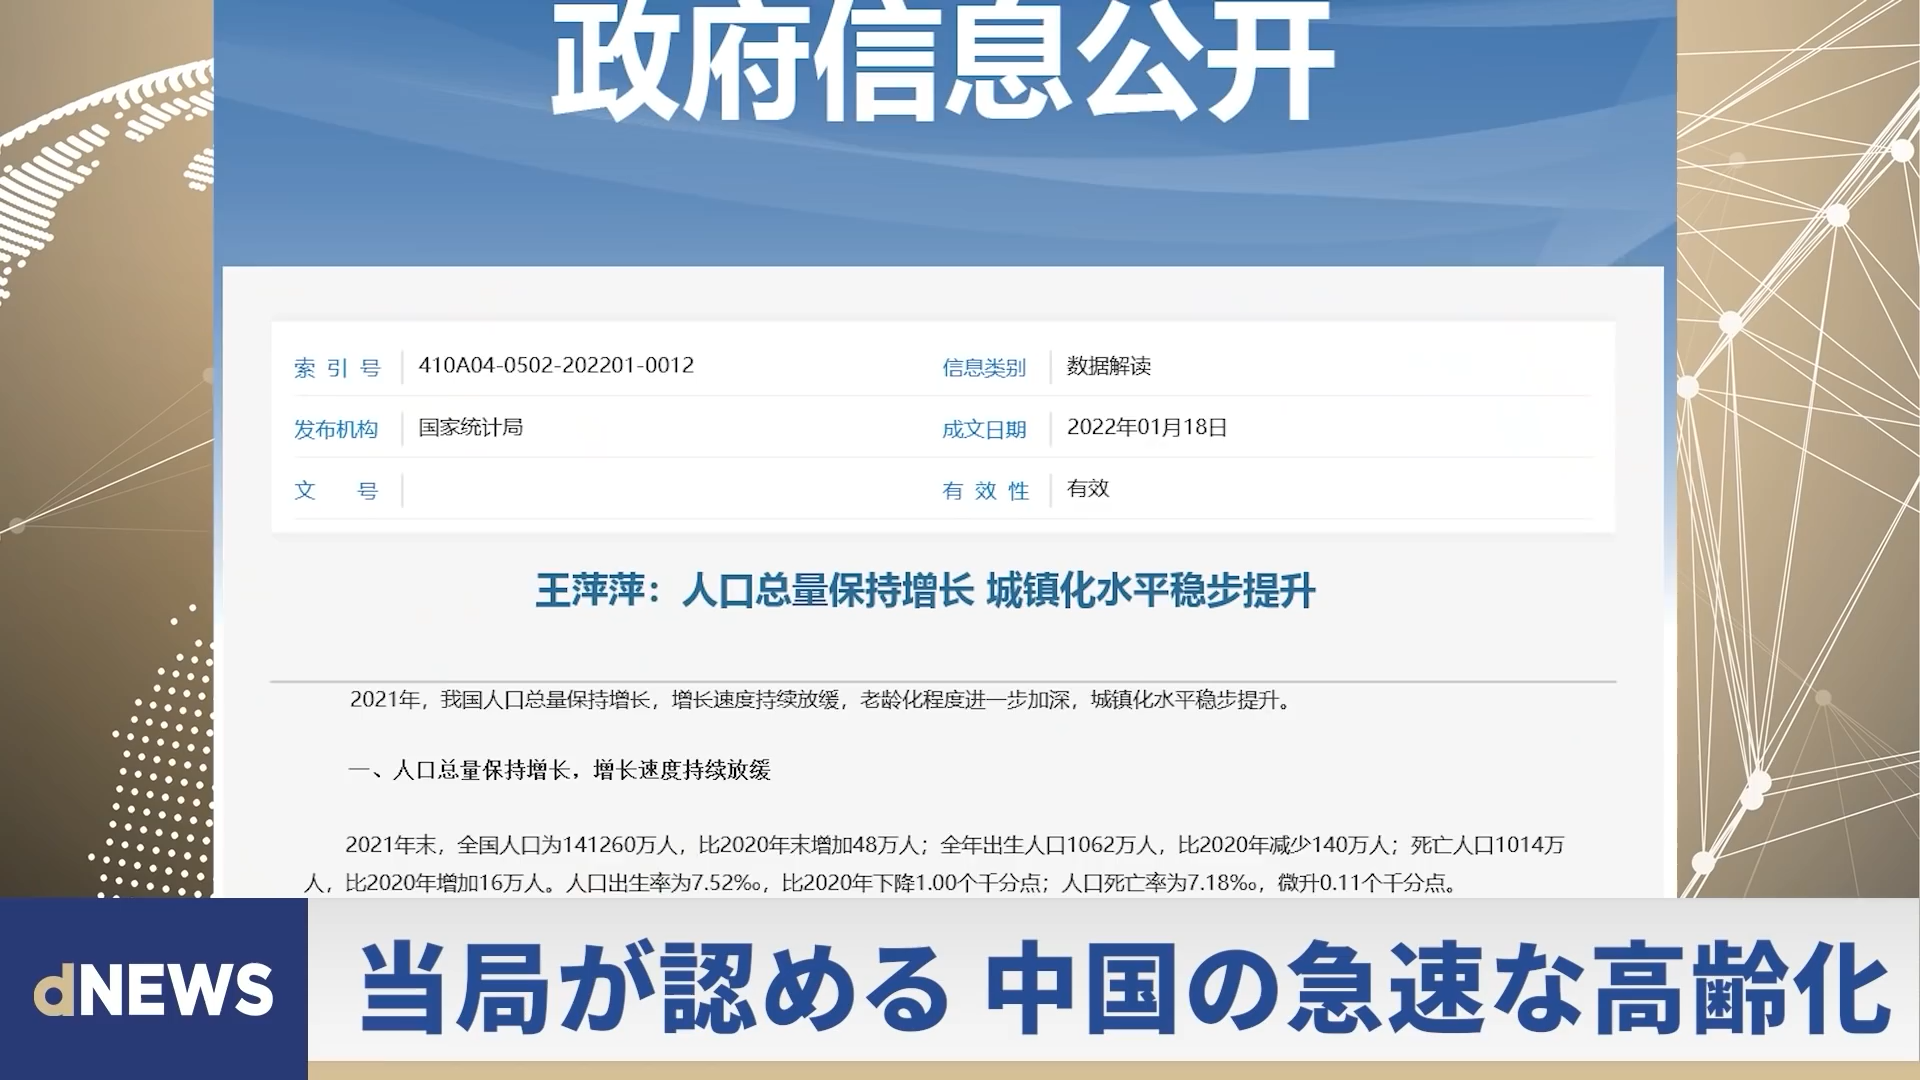 政府信息公开
索引号 410A04-0502-202201-0012 信息类别 数据解读
发布机构 国家统计局 成文日期 2022年01月18日
文 号 有效性 有效
王萍萍：人口总量保持增长 城镇化水平稳步提升
2021年，我国人口总量保持增长，增长速度持续放缓，老龄化程度进一步加深，城镇化水平稳步提升。
一、人口总量保持增长，增长速度持续放缓
2021年末，全国人口为141260万人，比2020年末增加48万人；全年出生人口1062万人，比2020年减少140万人；死亡人口1014万
人，比2020年增加16万人。人口出生率为7.52‰，比2020年下降1.00个千分点；人口死亡率为7.18‰，微升0.11个千分点。
dNEWS 当局が認める 中国の急速な高齢化